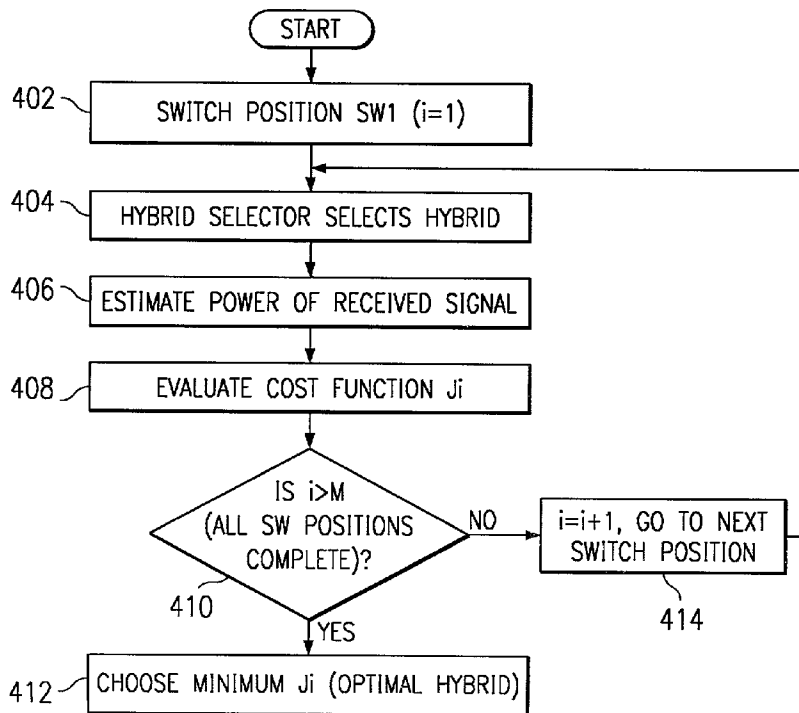 START
402
SWITCH POSITION SW1 (i=1)
404
HYBRID SELECTOR SELECTS HYBRID
406
ESTIMATE POWER OF RECEIVED SIGNAL
408
EVALUATE COST FUNCTION Ji
IS i>M
(ALL SW POSITIONS
COMPLETE)?
410
NO
i=i+1, GO TO NEXT
SWITCH POSITION
414
YES
412
CHOOSE MINIMUM Ji (OPTIMAL HYBRID)